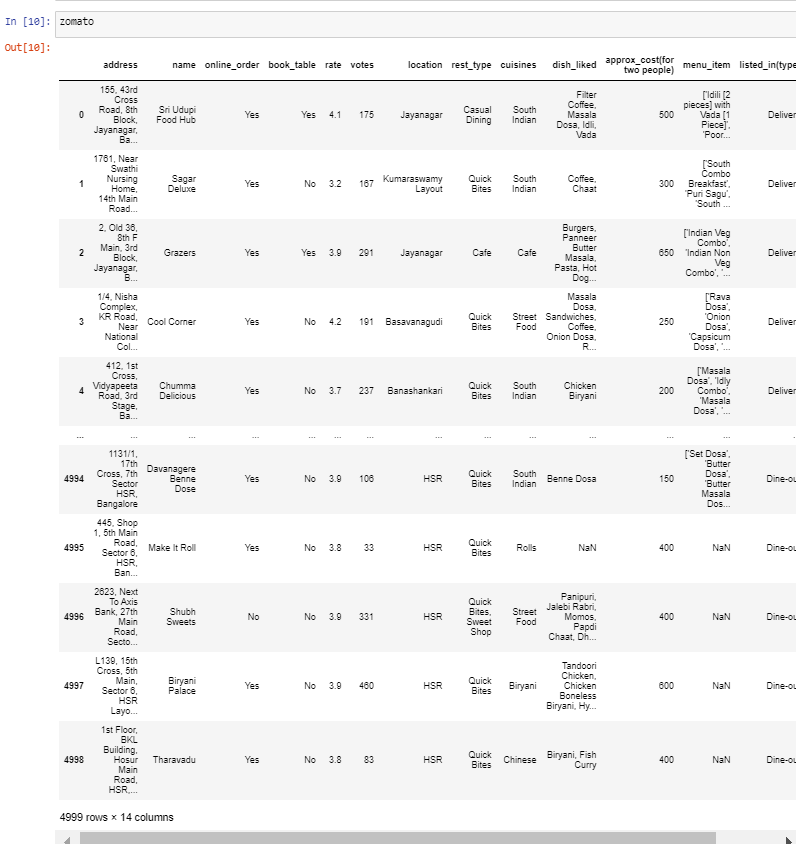 In [10]: zomato
Out[10]:
address name online_order book_table rate votes location rest_type cuisines dish_liked approx_cost(for two people) menu_item listed_in(type
0 155, 43rd Cross Road, 8th Block, Jayanagar, Ba... Sri Udupi Food Hub Yes Yes 4.1 175 Jayanagar Casual Dining South Indian Filter Coffee, Masala Dosa, Idli, Vada 500 ['Idili [2 pieces] with Vada [1 Piece]', 'Poor... Deliver
1 1761, Near Swathi Nursing Home, 14th Main Road... Sagar Deluxe Yes No 3.2 167 Kumaraswamy Layout Quick Bites South Indian Coffee, Chaat 300 ['South Combo Breakfast', 'Puri Sagu', 'South ... Deliver
2 2, Old 36, 8th F Main, 3rd Block, Jayanagar, B... Grazers Yes Yes 3.9 291 Jayanagar Cafe Cafe Burgers, Panneer Butter Masala, Pasta, Hot Dog... 650 ['Indian Veg Combo', 'Indian Non Veg Combo', '... Deliver
3 1/4, Nisha Complex, KR Road, Near National Col... Cool Corner Yes No 4.2 191 Basavanagudi Quick Bites Street Food Masala Dosa, Sandwiches, Coffee, Onion Dosa, R... 250 ['Rava Dosa', 'Onion Dosa', 'Capsicum Dosa', '... Deliver
4 412, 1st Cross, Vidyapeeta Road, 3rd Stage, Ba... Chumma Delicious Yes No 3.7 237 Banashankari Quick Bites South Indian Chicken Biryani 200 ['Masala Dosa', 'Idly Combo', 'Masala Dosa', '... Deliver
... ... ... ... ... ... ... ... ... ... ... ... ... .
4994 1131/1, 17th Cross, 7th Sector HSR, Bangalore Davanagere Benne Dose Yes No 3.9 106 HSR Quick Bites South Indian Benne Dosa 150 ['Set Dosa', 'Butter Dosa', 'Butter Masala Dos... Dine-ou
4995 445, Shop 1, 5th Main Road, Sector 6, HSR, Ban... Make It Roll Yes No 3.8 33 HSR Quick Bites Rolls NaN 400 NaN Dine-ou
4996 2623, Next To Axis Bank, 27th Main Road, Secto... Shubh Sweets No No 3.9 331 HSR Quick Bites, Sweet Shop Street Food Panipuri, Jalebi Rabri, Momos, Papdi Chaat, Dh... 400 NaN Dine-ou
4997 L139, 15th Cross, 5th Main, Sector 6, HSR Layo... Biryani Palace Yes No 3.9 460 HSR Quick Bites Biryani Tandoori Chicken, Chicken Boneless Biryani, Hy... 600 NaN Dine-ou
4998 1st Floor, BKL Building, Hosur Main Road, HSR,... Tharavadu Yes No 3.8 83 HSR Quick Bites Chinese Biryani, Fish Curry 400 NaN Dine-ou
4999 rows × 14 columns